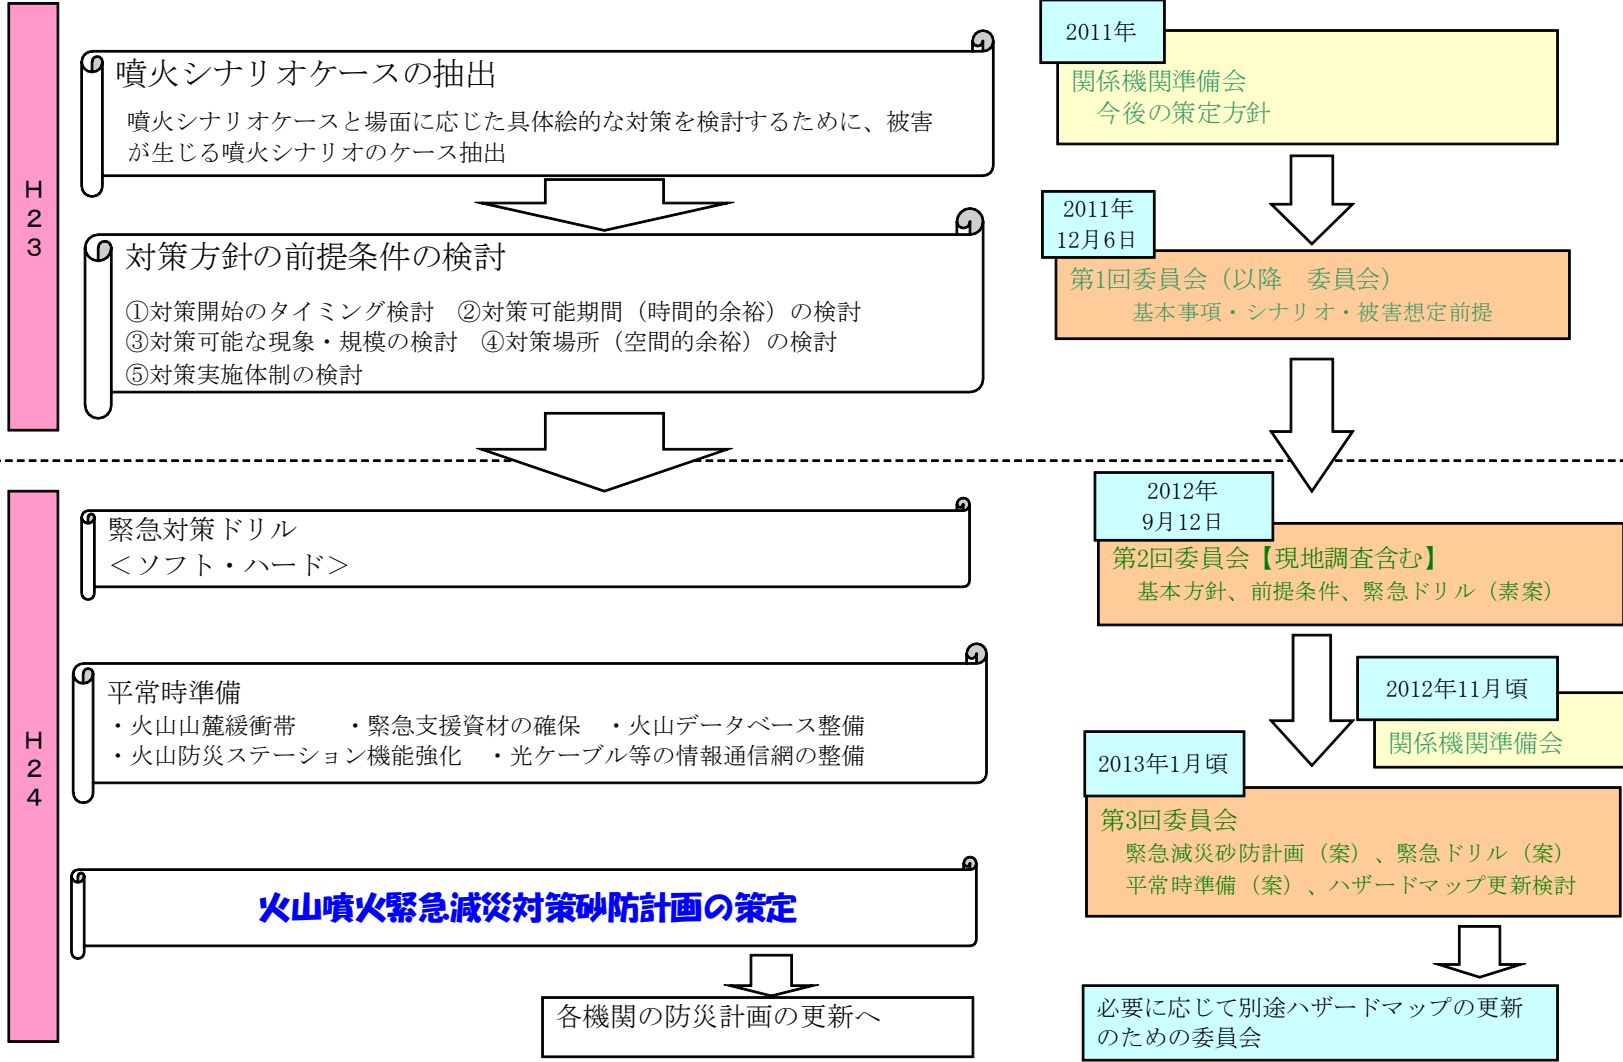 H
2
3
噴火シナリオケースの抽出
噴火シナリオケースと場面に応じた具体絵的な対策を検討するために、被害
が生じる噴火シナリオのケース抽出
対策方針の前提条件の検討
①対策開始のタイミング検討　②対策可能期間（時間的余裕）の検討
③対策可能な現象・規模の検討　④対策場所（空間的余裕）の検討
⑤対策実施体制の検討
2011年
関係機関準備会
今後の策定方針
2011年
12月6日
第1回委員会（以降　委員会）
基本事項・シナリオ・被害想定前提
H
2
4
緊急対策ドリル
＜ソフト・ハード＞
平常時準備
・火山山麓緩衝帯　　・緊急支援資材の確保　・火山データベース整備
・火山防災ステーション機能強化　・光ケーブル等の情報通信網の整備
火山噴火緊急減災対策砂防計画の策定
各機関の防災計画の更新へ
2012年
9月12日
第2回委員会【現地調査含む】
基本方針、前提条件、緊急ドリル（素案）
2012年11月頃
関係機関準備会
2013年1月頃
第3回委員会
緊急減災砂防計画（案）、緊急ドリル（案）
平常時準備（案）、ハザードマップ更新検討
必要に応じて別途ハザードマップの更新
のための委員会